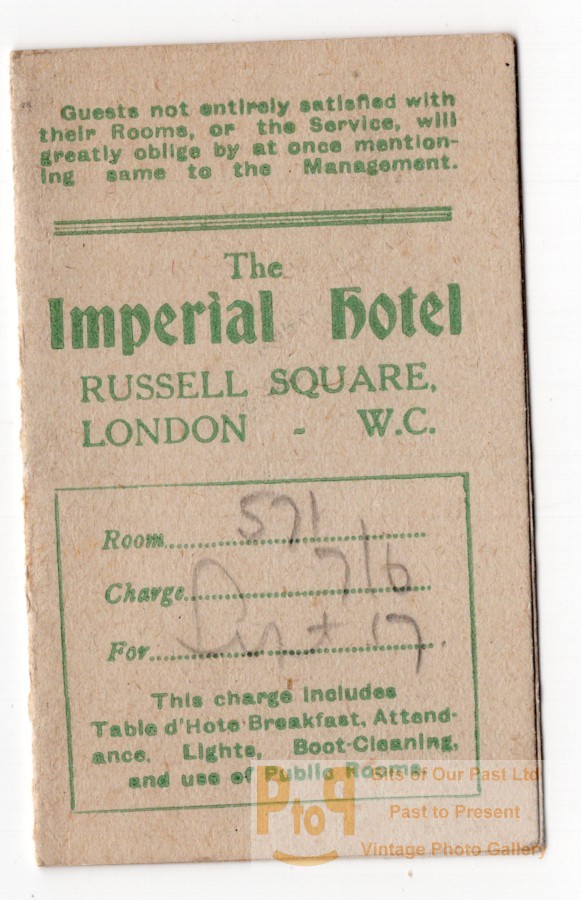 Guests not entirely satisfied with
their Rooms, or the Service, will
greatly oblige by at once mention-
ing same to the Management.
The
Imperial Hotel
RUSSELL SQUARE,
LONDON - W.C.
Room 571
Charge 7/6
For 17
This charge includes
Table d'Hote Breakfast, Attend-
ance, Lights, Boot-Cleaning,
and use of Public Rooms.
PtoP
Bits of Our Past Ltd
Past to Present
Vintage Photo Gallery